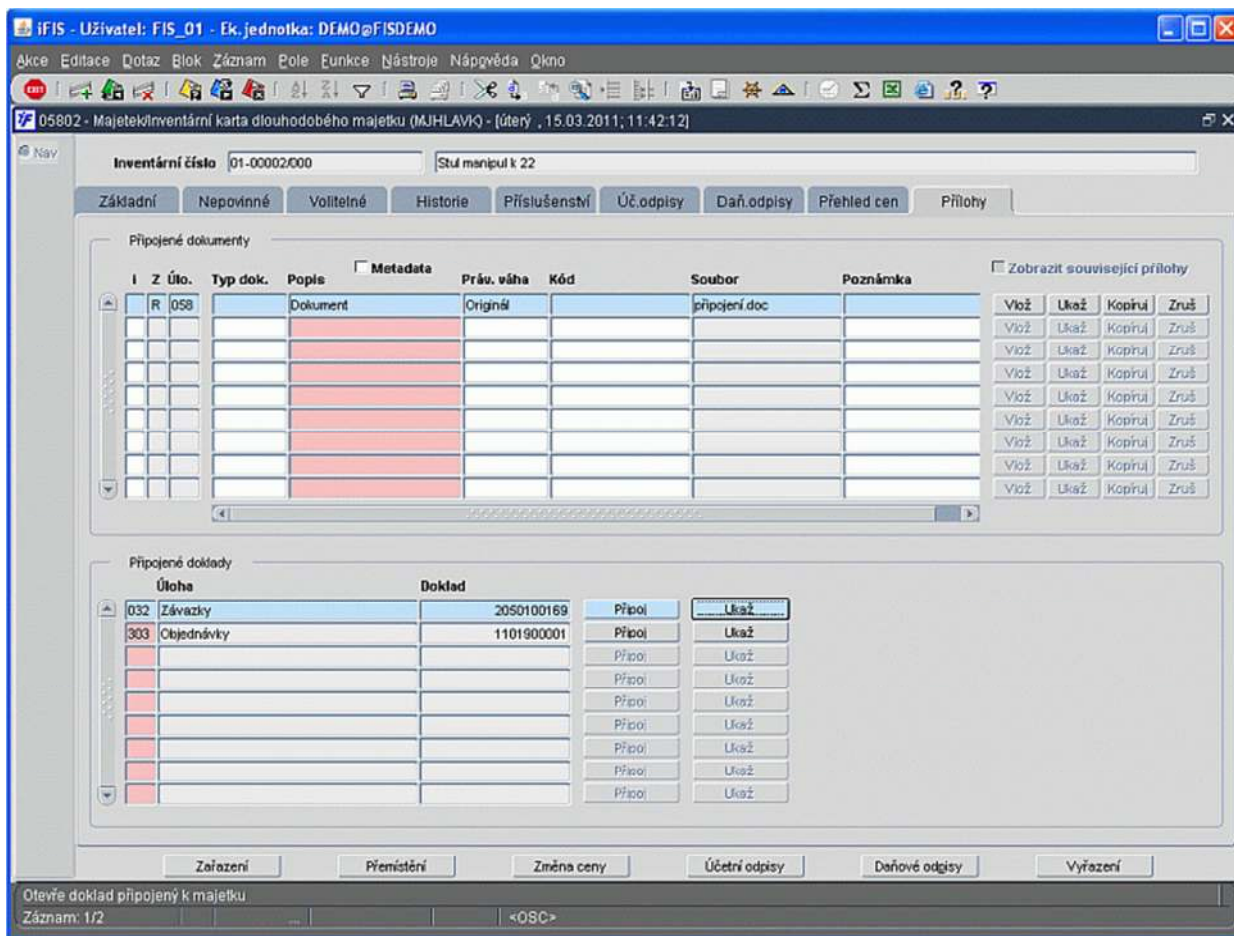 iFIS - Uživatel: FIS_01 - Ek. jednotka: DEMO@FISDEMO
Akce Editace Dotaz Blok Záznam Pole Funkce Nástroje Nápověda Okno
05802 - Majetek/Inventární karta dlouhodobého majetku (MJHLAVK) - [úterý , 15.03.2011; 11:42:12]
Nav
Inventární číslo 01-00002/000 Stul manipul k 22
Základní Nepovinné Volitelné Historie Příslušenství Úč.odpisy Daň.odpisy Přehled cen Přílohy
Připojené dokumenty
Metadata Zobrazit související přílohy
I Z Úlo. Typ dok. Popis Práv. váha Kód Soubor Poznámka
R 058 Dokument Originál připojení.doc Vlož Ukaž Kopíruj Zruš
Vlož Ukaž Kopíruj Zruš
Vlož Ukaž Kopíruj Zruš
Vlož Ukaž Kopíruj Zruš
Vlož Ukaž Kopíruj Zruš
Vlož Ukaž Kopíruj Zruš
Vlož Ukaž Kopíruj Zruš
Vlož Ukaž Kopíruj Zruš
Vlož Ukaž Kopíruj Zruš
Připojené doklady
Úloha Doklad
032 Závazky 2050100169 Připoj Ukaž
303 Objednávky 1101900001 Připoj Ukaž
Připoj Ukaž
Připoj Ukaž
Připoj Ukaž
Připoj Ukaž
Připoj Ukaž
Připoj Ukaž
Připoj Ukaž
Zařazení Přemístění Změna ceny Účetní odpisy Daňové odpisy Vyřazení
Otevře doklad připojený k majetku
Záznam: 1/2 ... <OSC>